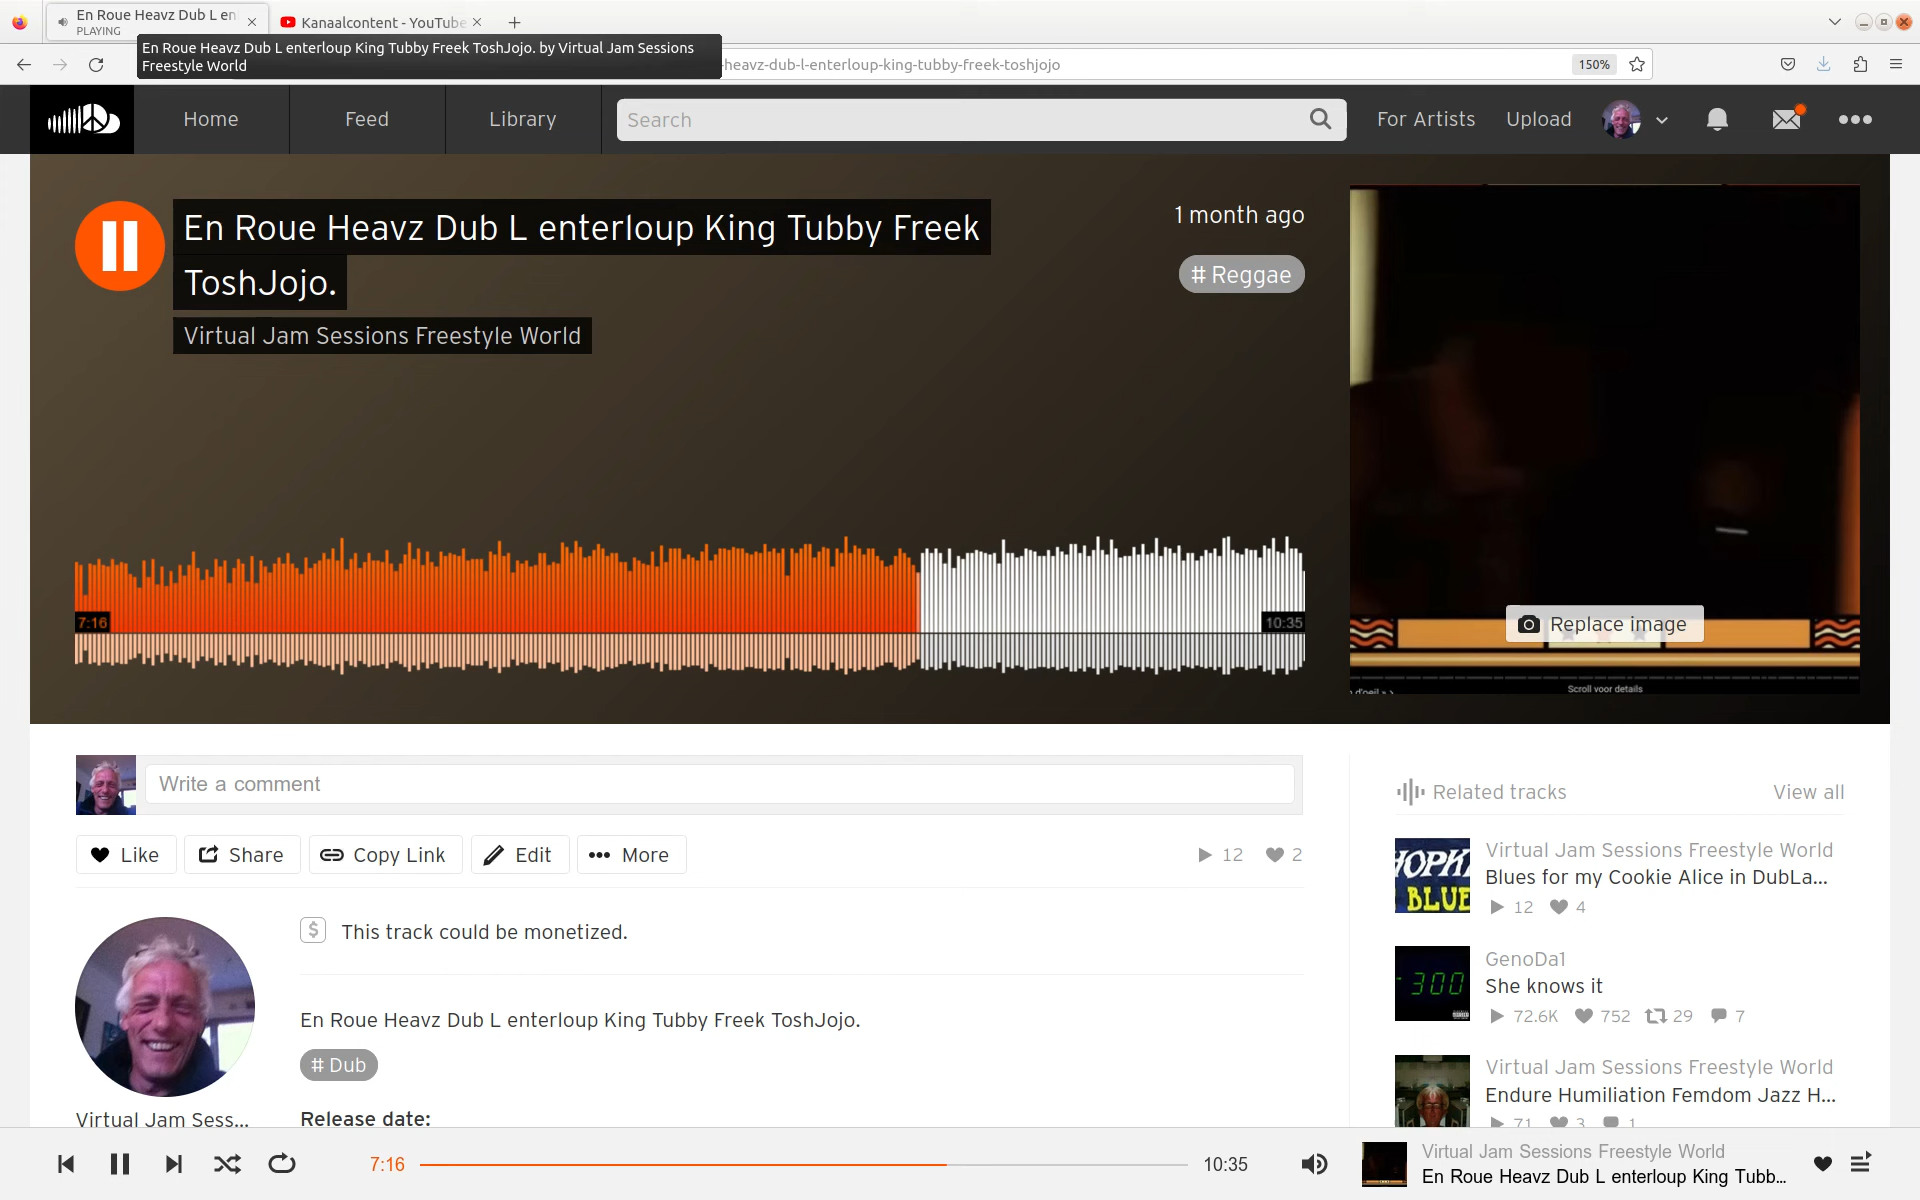 En Roue Heavz Dub L en
PLAYING
Kanaalcontent - YouTube
En Roue Heavz Dub L enterloup King Tubby Freek ToshJojo. by Virtual Jam Sessions
Freestyle World
-heavz-dub-l-enterloup-king-tubby-freek-toshjojo
150%
Home
Feed
Library
Search
For Artists
Upload
En Roue Heavz Dub L enterloup King Tubby Freek
ToshJojo.
Virtual Jam Sessions Freestyle World
1 month ago
# Reggae
7:16
10:35
Replace image
d'oeil » >
Scroll voor details
Write a comment
Like
Share
Copy Link
Edit
More
12
2
This track could be monetized.
En Roue Heavz Dub L enterloup King Tubby Freek ToshJojo.
# Dub
Release date:
Virtual Jam Sess...
Related tracks
View all
HOPK
BLUE
Virtual Jam Sessions Freestyle World
Blues for my Cookie Alice in DubLa...
12
4
300
GenoDa1
She knows it
72.6K
752
29
7
Virtual Jam Sessions Freestyle World
Endure Humiliation Femdom Jazz H...
71
3
1
7:16
10:35
Virtual Jam Sessions Freestyle World
En Roue Heavz Dub L enterloup King Tubb...